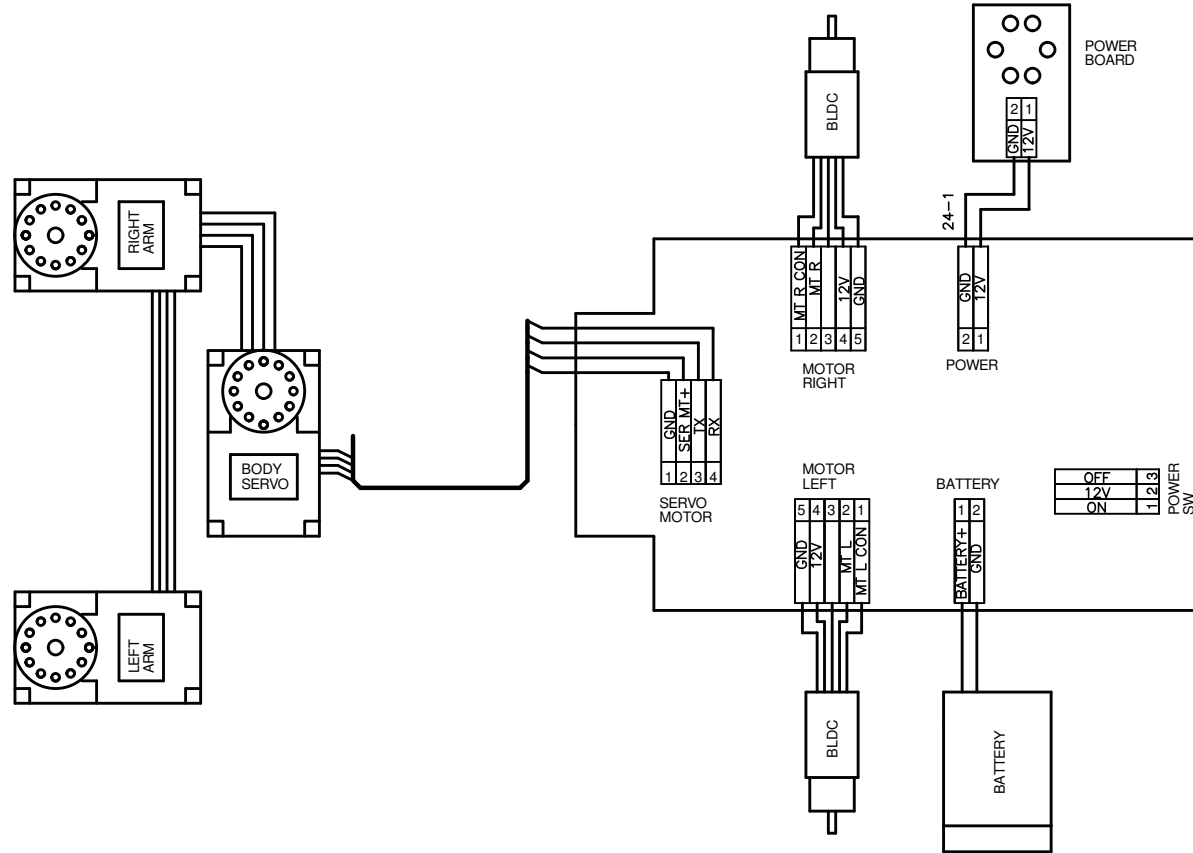 POWER
BOARD
2 1
GND
12V
BLDC
24-1
RIGHT
ARM
MT R CON
MT R
12V
GND
1 2 3 4 5
MOTOR
RIGHT
GND
12V
2 1
POWER
GND
SER MT+
TX
RX
1 2 3 4
SERVO
MOTOR
BODY
SERVO
MOTOR
LEFT
5 4 3 2 1
GND
12V
MT L
MT L CON
BATTERY
1 2
BATTERY+
GND
OFF 3
12V 2
ON 1
POWER
SW
LEFT
ARM
BLDC
BATTERY